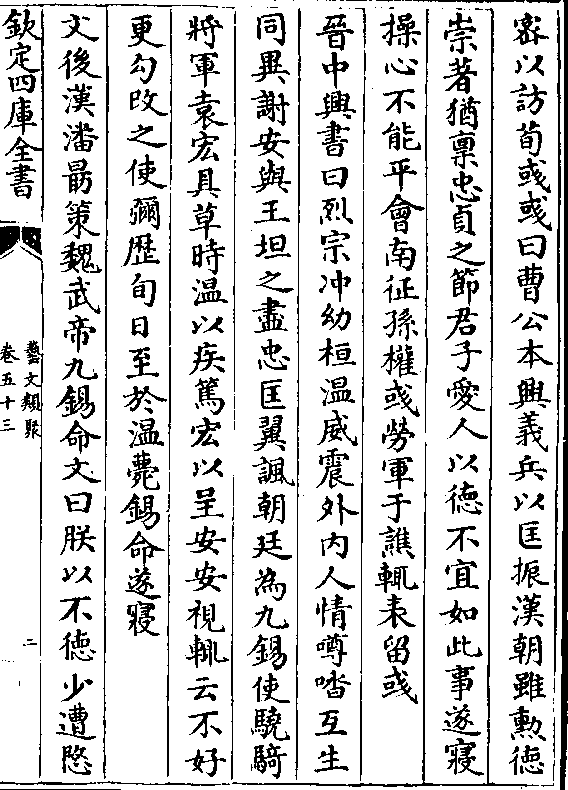 密以訪荀彧彧曰曹公本興義兵以匡振漢朝雖勲德
崇著猶稟忠貞之節君子愛人以德不宜如此事遂寢
操心不能平會南征孫權彧勞軍于譙輒表留彧
晉中興書曰烈宗冲幼桓温威震外内人情噂㳫互生
同異謝安與王坦之盡忠匡翼諷朝廷為九錫使驍騎
將軍袁宏具草時温以疾篤宏以呈安安視輒云不好
更勾改之使彌歴旬日至於温薨錫命遂寢
文後漢潘朂策魏武帝九錫命文曰朕以不德少遭愍
欽定四庫全書
藝文類聚
卷五十三
二